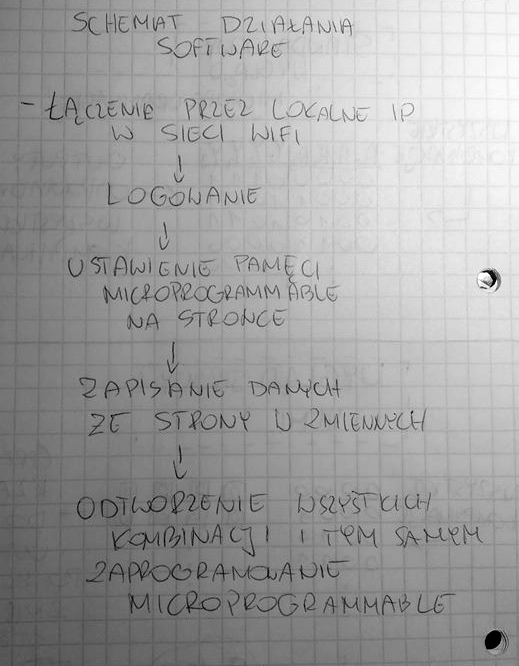 SCHEMAT DZIAŁANIA
SOFTWARE
- ŁĄCZENIE PRZEZ LOKALNE IP
W SIECI WIFI
↓
LOGOWANIE
↓
USTAWIENIE PAMĘCI
MICROPROGRAMMABLE
NA STRONCE
↓
ZAPISANIE DANYCH
ZE STRONY W ZMIENNYCH
↓
ODTWORZENIE WSZYSTKICH
KOMBINACJI I TYM SAMYM
ZAPROGRAMOWANIE
MICROPROGRAMMABLE